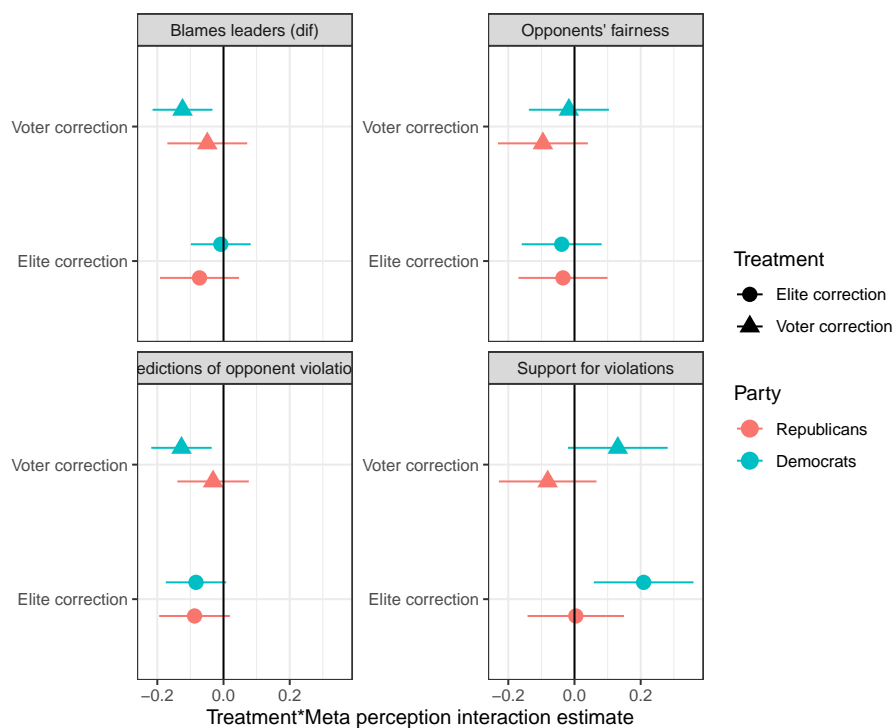 Blames leaders (dif)
Opponents' fairness
Voter correction
Voter correction
Elite correction
Elite correction
edictions of opponent violatio
Support for violations
Voter correction
Voter correction
Elite correction
Elite correction
−0.2 0.0 0.2
−0.2 0.0 0.2
Treatment*Meta perception interaction estimate
Treatment
Elite correction
Voter correction
Party
Republicans
Democrats